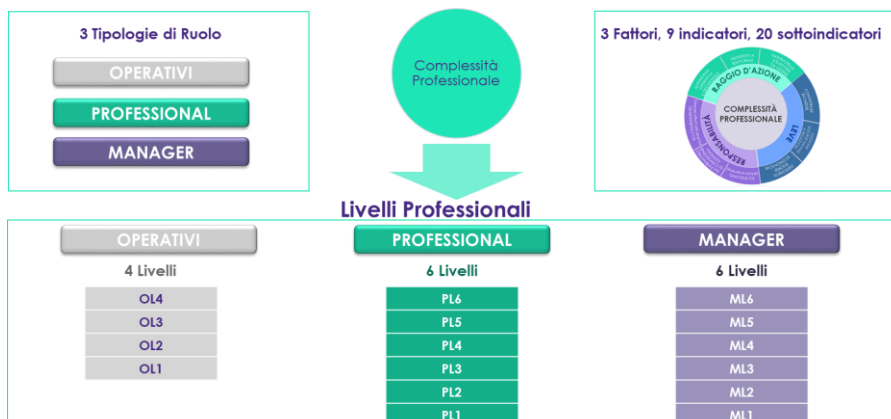 3 Tipologie di Ruolo
OPERATIVI
PROFESSIONAL
MANAGER
Complessità
Professionale
3 Fattori, 9 indicatori, 20 sottoindicatori
RAGGIO D'AZIONE
COMPLESSITÀ
PROFESSIONALE
LEVE
RESPONSABILITÀ
Livelli Professionali
OPERATIVI
4 Livelli
OL4
OL3
OL2
OL1
PROFESSIONAL
6 Livelli
PL6
PL5
PL4
PL3
PL2
PL1
MANAGER
6 Livelli
ML6
ML5
ML4
ML3
ML2
ML1